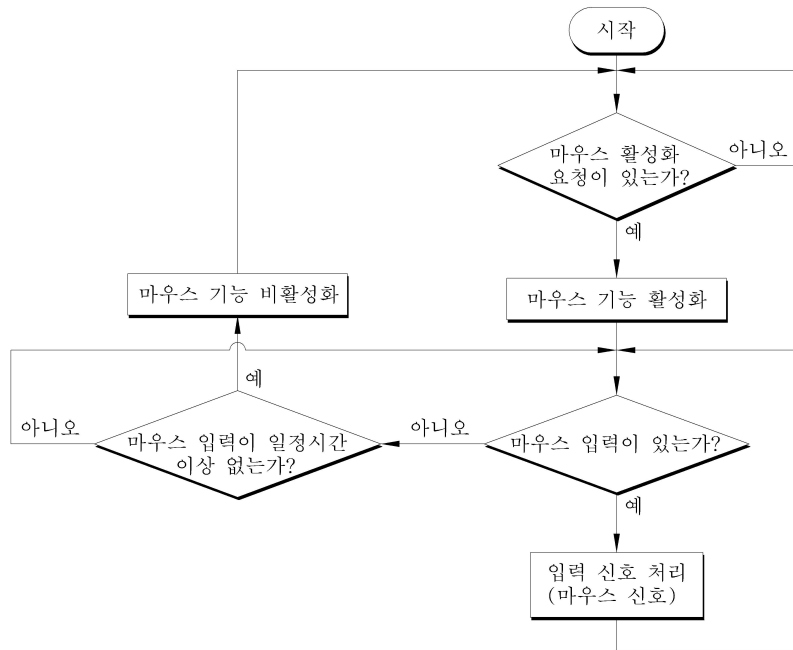 시작
마우스 활성화
요청이 있는가?
아니오
예
마우스 기능 비활성화
마우스 기능 활성화
예
아니오
마우스 입력이 일정시간
이상 없는가?
아니오
마우스 입력이 있는가?
예
입력 신호 처리
(마우스 신호)